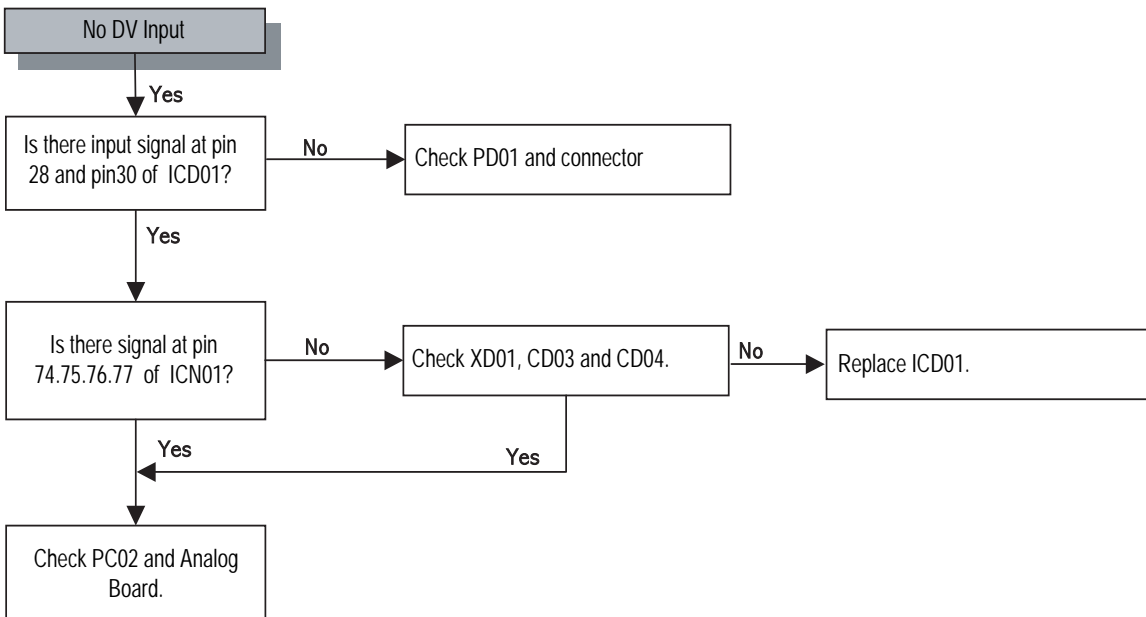 No DV Input
Yes
Is there input signal at pin
28 and pin30 of ICD01?
No
Check PD01 and connector
Yes
Is there signal at pin
74.75.76.77 of ICN01?
No
Check XD01, CD03 and CD04.
No
Replace ICD01.
Yes
Yes
Check PC02 and Analog
Board.